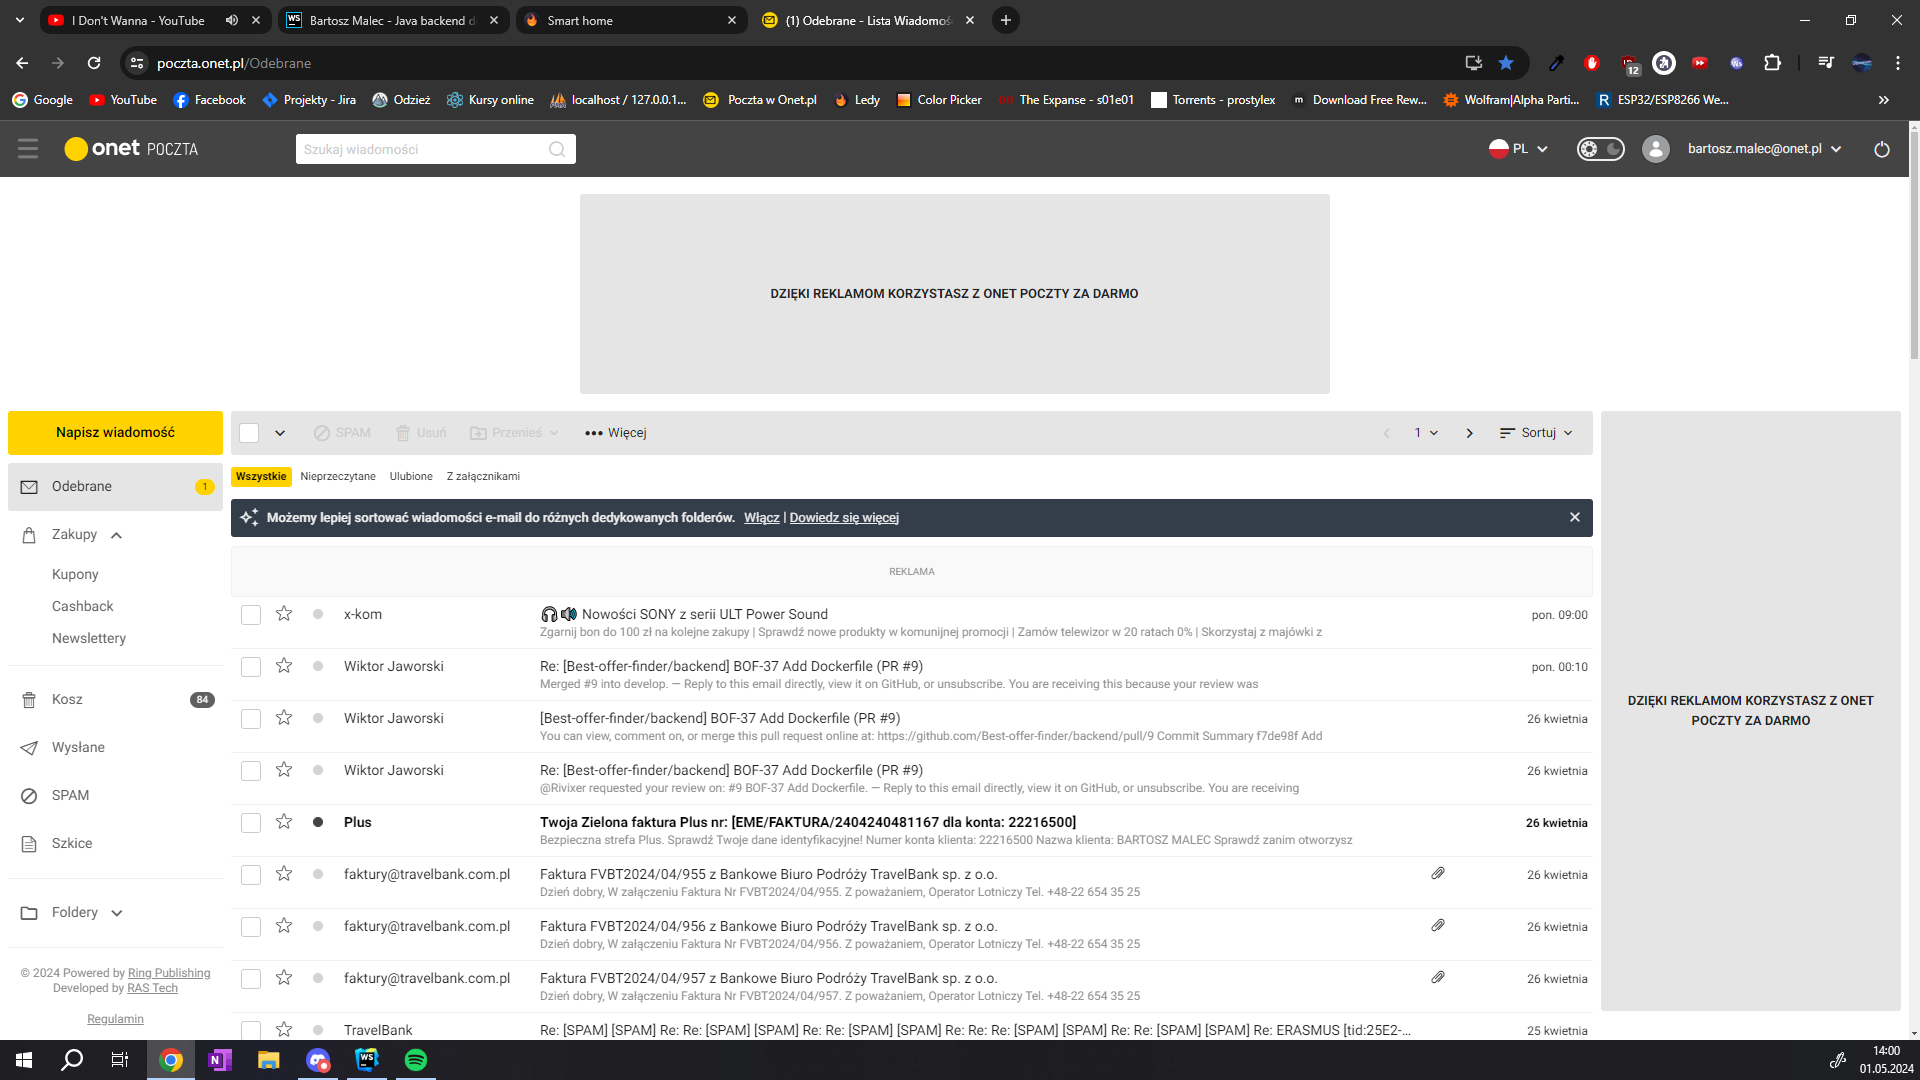 I Don't Wanna - YouTube
Bartosz Malec - Java backend d
Smart home
(1) Odebrane - Lista Wiadomoś
poczta.onet.pl/Odebrane
12
Google
YouTube
Facebook
Projekty - Jira
Odzież
Kursy online
localhost / 127.0.0.1...
Poczta w Onet.pl
Ledy
Color Picker
The Expanse - s01e01
Torrents - prostylex
Download Free Rew...
Wolfram|Alpha Parti...
ESP32/ESP8266 We...
onet POCZTA
Szukaj wiadomości
PL
bartosz.malec@onet.pl
DZIĘKI REKLAMOM KORZYSTASZ Z ONET POCZTY ZA DARMO
Napisz wiadomość
SPAM
Usuń
Przenieś
Więcej
1
Sortuj
Wszystkie
Nieprzeczytane
Ulubione
Z załącznikami
Odebrane
1
Zakupy
Kupony
Cashback
Newslettery
Kosz
84
Wysłane
SPAM
Szkice
Foldery
© 2024 Powered by Ring Publishing
Developed by RAS Tech
Regulamin
Możemy lepiej sortować wiadomości e-mail do różnych dedykowanych folderów. Włącz | Dowiedz się więcej
REKLAMA
x-kom
Nowości SONY z serii ULT Power Sound
pon. 09:00
Zgarnij bon do 100 zł na kolejne zakupy | Sprawdź nowe produkty w komunijnej promocji | Zamów telewizor w 20 ratach 0% | Skorzystaj z majówki z
Wiktor Jaworski
Re: [Best-offer-finder/backend] BOF-37 Add Dockerfile (PR #9)
pon. 00:10
Merged #9 into develop. — Reply to this email directly, view it on GitHub, or unsubscribe. You are receiving this because your review was
Wiktor Jaworski
[Best-offer-finder/backend] BOF-37 Add Dockerfile (PR #9)
26 kwietnia
You can view, comment on, or merge this pull request online at: https://github.com/Best-offer-finder/backend/pull/9 Commit Summary f7de98f Add
Wiktor Jaworski
Re: [Best-offer-finder/backend] BOF-37 Add Dockerfile (PR #9)
26 kwietnia
@Rivixer requested your review on: #9 BOF-37 Add Dockerfile. — Reply to this email directly, view it on GitHub, or unsubscribe. You are receiving
Plus
Twoja Zielona faktura Plus nr: [EME/FAKTURA/2404240481167 dla konta: 22216500]
26 kwietnia
Bezpieczna strefa Plus. Sprawdź Twoje dane identyfikacyjne! Numer konta klienta: 22216500 Nazwa klienta: BARTOSZ MALEC Sprawdź zanim otworzysz
faktury@travelbank.com.pl
Faktura FVBT2024/04/955 z Bankowe Biuro Podróży TravelBank sp. z o.o.
26 kwietnia
Dzień dobry, W załączeniu Faktura Nr FVBT2024/04/955. Z poważaniem, Operator Lotniczy Tel. +48-22 654 35 25
faktury@travelbank.com.pl
Faktura FVBT2024/04/956 z Bankowe Biuro Podróży TravelBank sp. z o.o.
26 kwietnia
Dzień dobry, W załączeniu Faktura Nr FVBT2024/04/956. Z poważaniem, Operator Lotniczy Tel. +48-22 654 35 25
faktury@travelbank.com.pl
Faktura FVBT2024/04/957 z Bankowe Biuro Podróży TravelBank sp. z o.o.
26 kwietnia
Dzień dobry, W załączeniu Faktura Nr FVBT2024/04/957. Z poważaniem, Operator Lotniczy Tel. +48-22 654 35 25
TravelBank
Re: [SPAM] [SPAM] Re: Re: [SPAM] [SPAM] Re: Re: [SPAM] [SPAM] Re: Re: Re: [SPAM] [SPAM] Re: Re: [SPAM] [SPAM] Re: ERASMUS [tid:25E2-...
25 kwietnia
DZIĘKI REKLAMOM KORZYSTASZ Z ONET
POCZTY ZA DARMO
14:00
01.05.2024